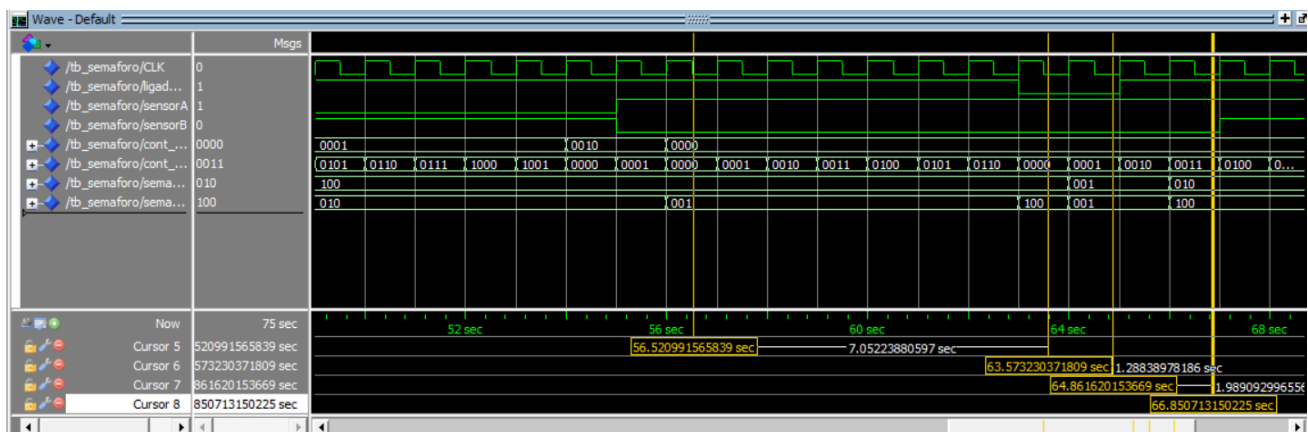 Wave - Default
Msgs
/tb_semaforo/CLK 0
/tb_semaforo/ligad... 1
/tb_semaforo/sensorA 1
/tb_semaforo/sensorB 0
/tb_semaforo/cont_... 0000 0001 0010 0000
/tb_semaforo/cont_... 0011 0101 0110 0111 1000 1001 0000 0001 0000 0001 0010 0011 0100 0101 0110 0000 0001 0010 0011 0100 0...
/tb_semaforo/sema... 010 100 001 010
/tb_semaforo/sema... 100 010 001 100 001 100
Now 75 sec 52 sec 56 sec 60 sec 64 sec 68 sec
Cursor 5 520991565839 sec 56.520991565839 sec 7.05223880597 sec
Cursor 6 573230371809 sec 63.573230371809 sec 1.28838978186 sec
Cursor 7 861620153669 sec 64.861620153669 sec 1.989092996556
Cursor 8 850713150225 sec 66.850713150225 sec